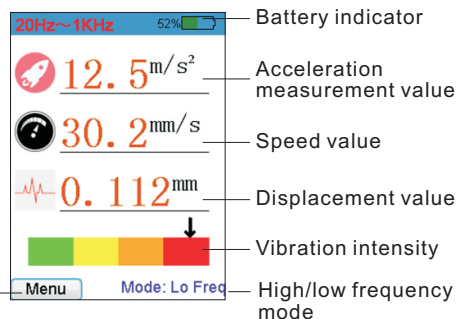 20Hz～1KHz 52% Battery indicator
12.5m/s² Acceleration
measurement value
30.2mm/s Speed value
0.112mm Displacement value
Vibration intensity
Menu Mode: Lo Freq High/low frequency
mode